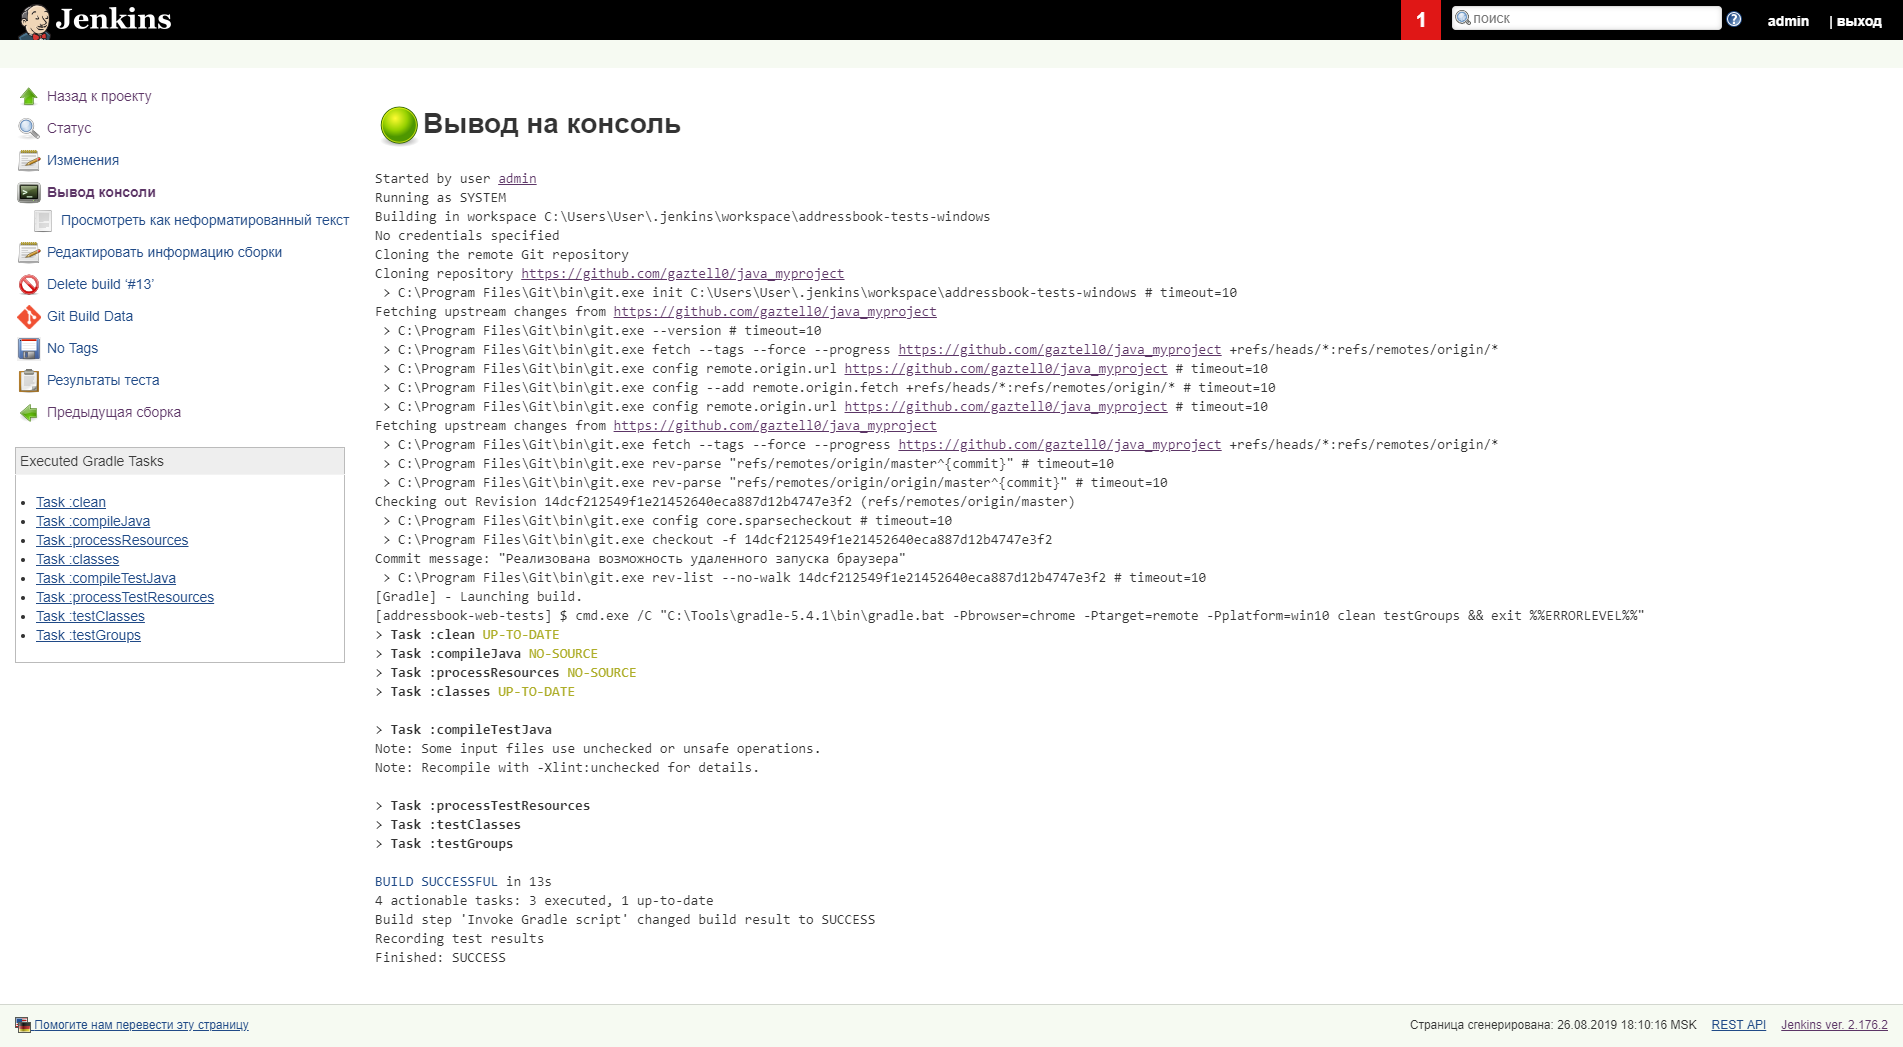 Jenkins
1
поиск
admin
| выход
Назад к проекту
Статус
Изменения
Вывод консоли
Просмотреть как неформатированный текст
Редактировать информацию сборки
Delete build ‘#13’
Git Build Data
No Tags
Результаты теста
Предыдущая сборка
Executed Gradle Tasks
Task :clean
Task :compileJava
Task :processResources
Task :classes
Task :compileTestJava
Task :processTestResources
Task :testClasses
Task :testGroups
Вывод на консоль
Started by user admin
Running as SYSTEM
Building in workspace C:\Users\User\.jenkins\workspace\addressbook-tests-windows
No credentials specified
Cloning the remote Git repository
Cloning repository https://github.com/gaztell0/java_myproject
> C:\Program Files\Git\bin\git.exe init C:\Users\User\.jenkins\workspace\addressbook-tests-windows # timeout=10
Fetching upstream changes from https://github.com/gaztell0/java_myproject
> C:\Program Files\Git\bin\git.exe --version # timeout=10
> C:\Program Files\Git\bin\git.exe fetch --tags --force --progress https://github.com/gaztell0/java_myproject +refs/heads/*:refs/remotes/origin/*
> C:\Program Files\Git\bin\git.exe config remote.origin.url https://github.com/gaztell0/java_myproject # timeout=10
> C:\Program Files\Git\bin\git.exe config --add remote.origin.fetch +refs/heads/*:refs/remotes/origin/* # timeout=10
> C:\Program Files\Git\bin\git.exe config remote.origin.url https://github.com/gaztell0/java_myproject # timeout=10
Fetching upstream changes from https://github.com/gaztell0/java_myproject
> C:\Program Files\Git\bin\git.exe fetch --tags --force --progress https://github.com/gaztell0/java_myproject +refs/heads/*:refs/remotes/origin/*
> C:\Program Files\Git\bin\git.exe rev-parse "refs/remotes/origin/master^{commit}" # timeout=10
> C:\Program Files\Git\bin\git.exe rev-parse "refs/remotes/origin/origin/master^{commit}" # timeout=10
Checking out Revision 14dcf212549f1e21452640eca887d12b4747e3f2 (refs/remotes/origin/master)
> C:\Program Files\Git\bin\git.exe config core.sparsecheckout # timeout=10
> C:\Program Files\Git\bin\git.exe checkout -f 14dcf212549f1e21452640eca887d12b4747e3f2
Commit message: "Реализована возможность удаленного запуска браузера"
> C:\Program Files\Git\bin\git.exe rev-list --no-walk 14dcf212549f1e21452640eca887d12b4747e3f2 # timeout=10
[Gradle] - Launching build.
[addressbook-web-tests] $ cmd.exe /C "C:\Tools\gradle-5.4.1\bin\gradle.bat -Pbrowser=chrome -Ptarget=remote -Pplatform=win10 clean testGroups && exit %%ERRORLEVEL%%"
> Task :clean UP-TO-DATE
> Task :compileJava NO-SOURCE
> Task :processResources NO-SOURCE
> Task :classes UP-TO-DATE
> Task :compileTestJava
Note: Some input files use unchecked or unsafe operations.
Note: Recompile with -Xlint:unchecked for details.
> Task :processTestResources
> Task :testClasses
> Task :testGroups
BUILD SUCCESSFUL in 13s
4 actionable tasks: 3 executed, 1 up-to-date
Build step 'Invoke Gradle script' changed build result to SUCCESS
Recording test results
Finished: SUCCESS
Помогите нам перевести эту страницу
Страница сгенерирована: 26.08.2019 18:10:16 MSK
REST API
Jenkins ver. 2.176.2